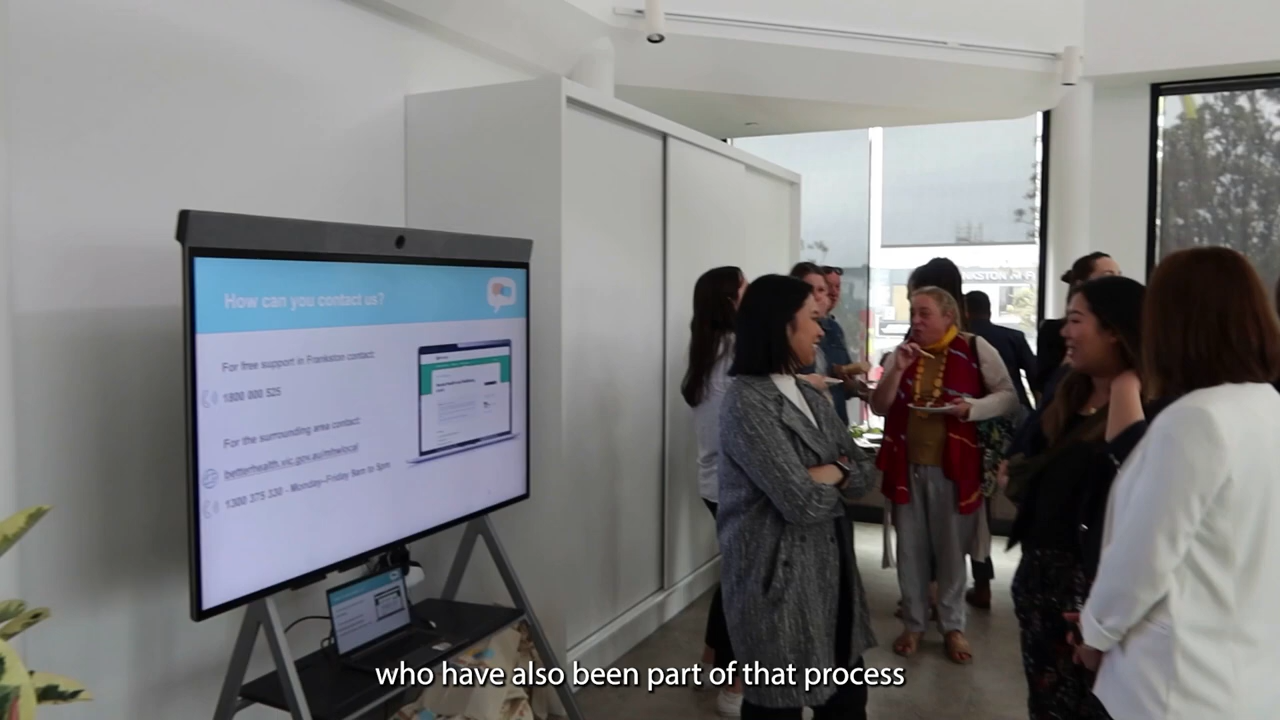 How can you contact us?
For free support in Frankston contact:
1800 000 525
For the surrounding area contact:
betterhealth.vic.gov.au/mhwlocal
1300 375 330 - Monday-Friday 9am to 5pm
NKSTON
who have also been part of that process